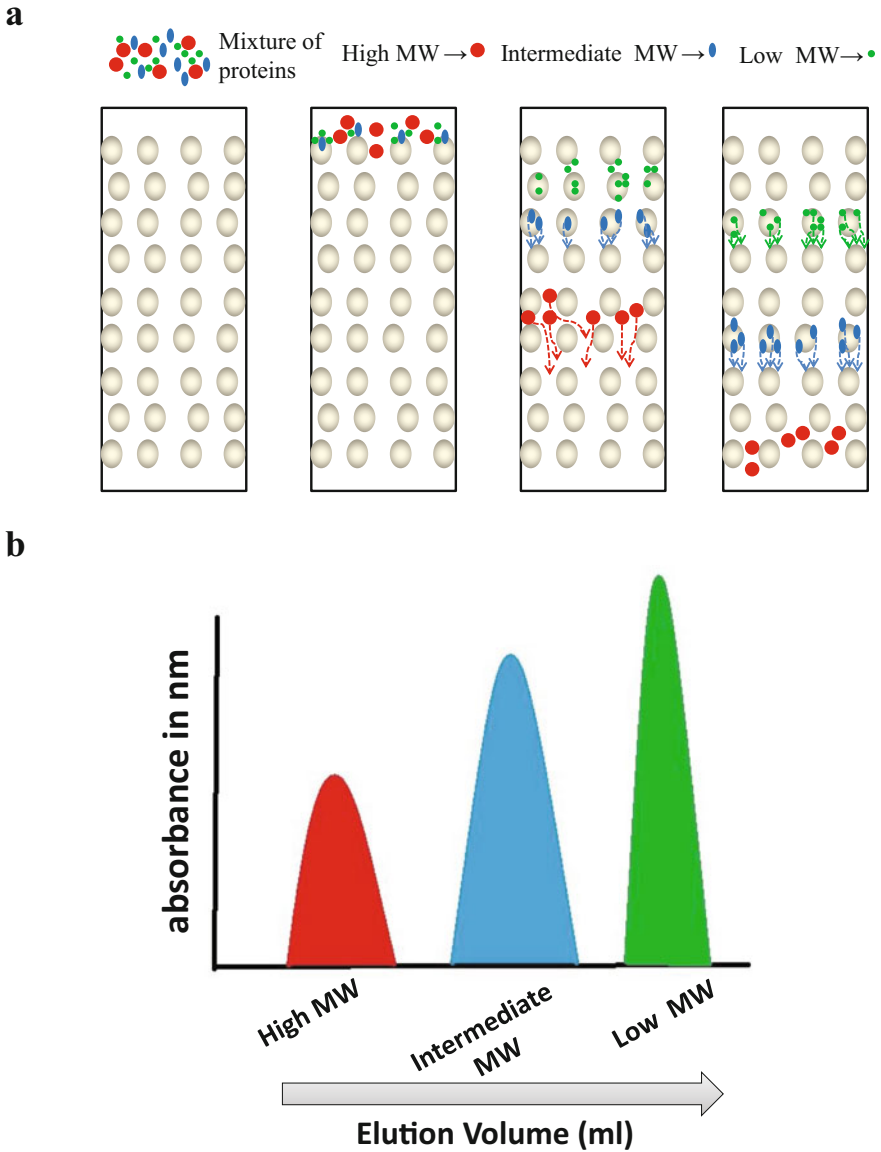 a
Mixture of
proteins
High MW→
Intermediate MW→
Low MW→
b
absorbance in nm
High MW
Intermediate
MW
Low MW
Elution Volume (ml)